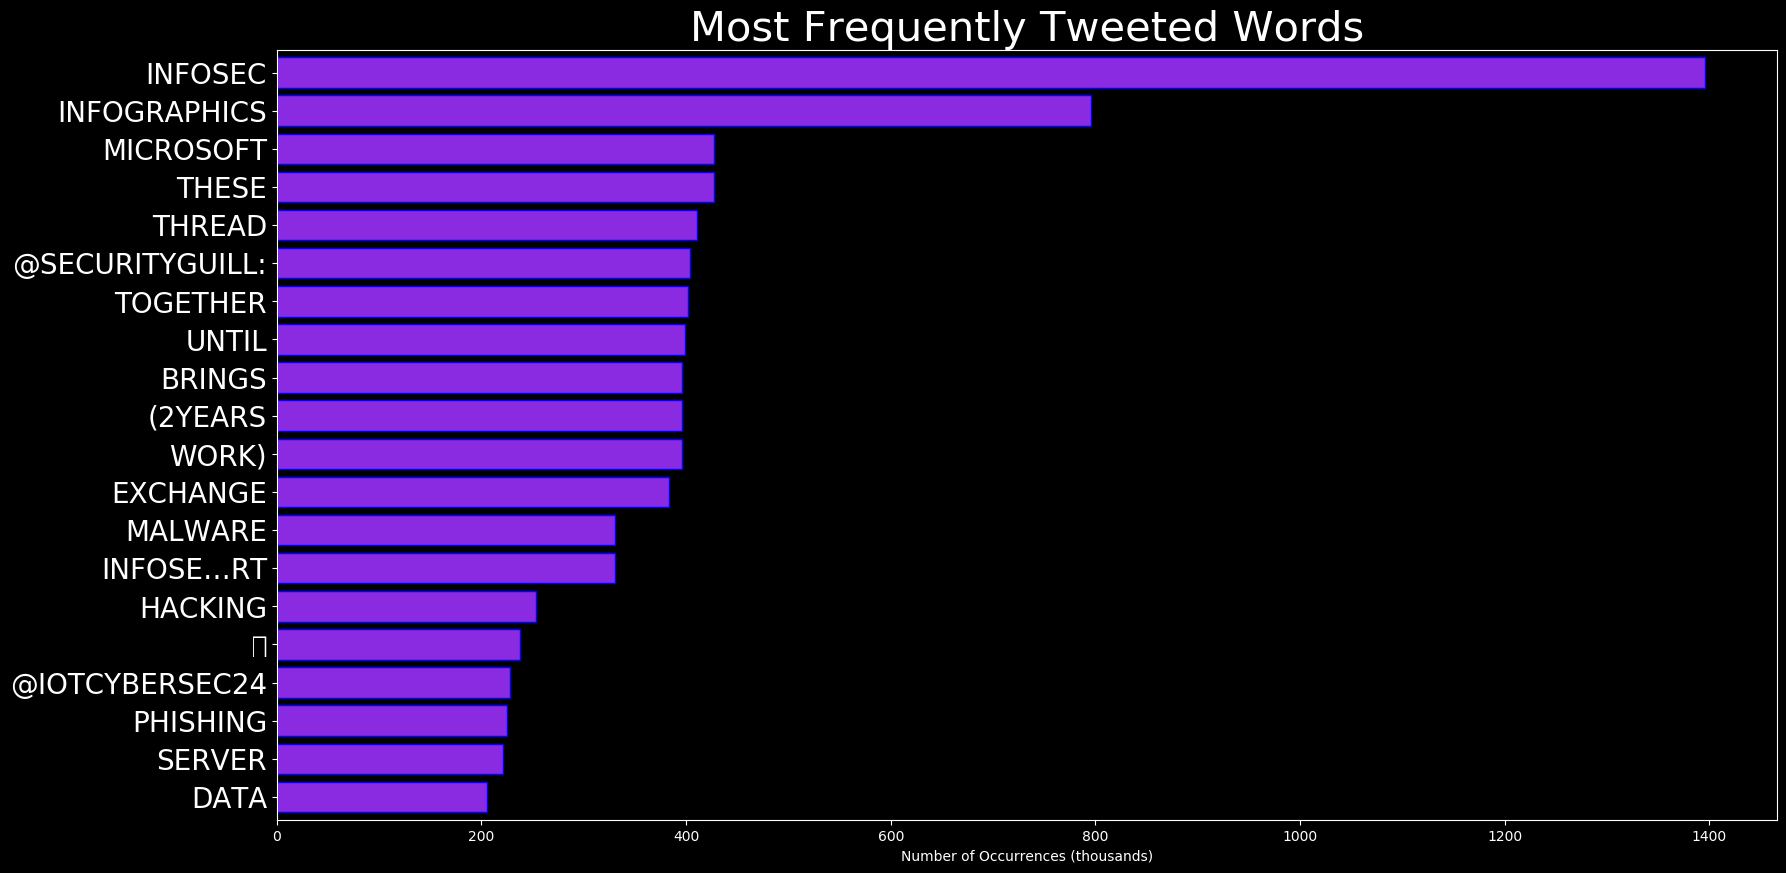 Most Frequently Tweeted Words
INFOSEC
INFOGRAPHICS
MICROSOFT
THESE
THREAD
@SECURITYGUILL:
TOGETHER
UNTIL
BRINGS
(2YEARS
WORK)
EXCHANGE
MALWARE
INFOSE…RT
HACKING
@IOTCYBERSEC24
PHISHING
SERVER
DATA
0 200 400 600 800 1000 1200 1400
Number of Occurrences (thousands)